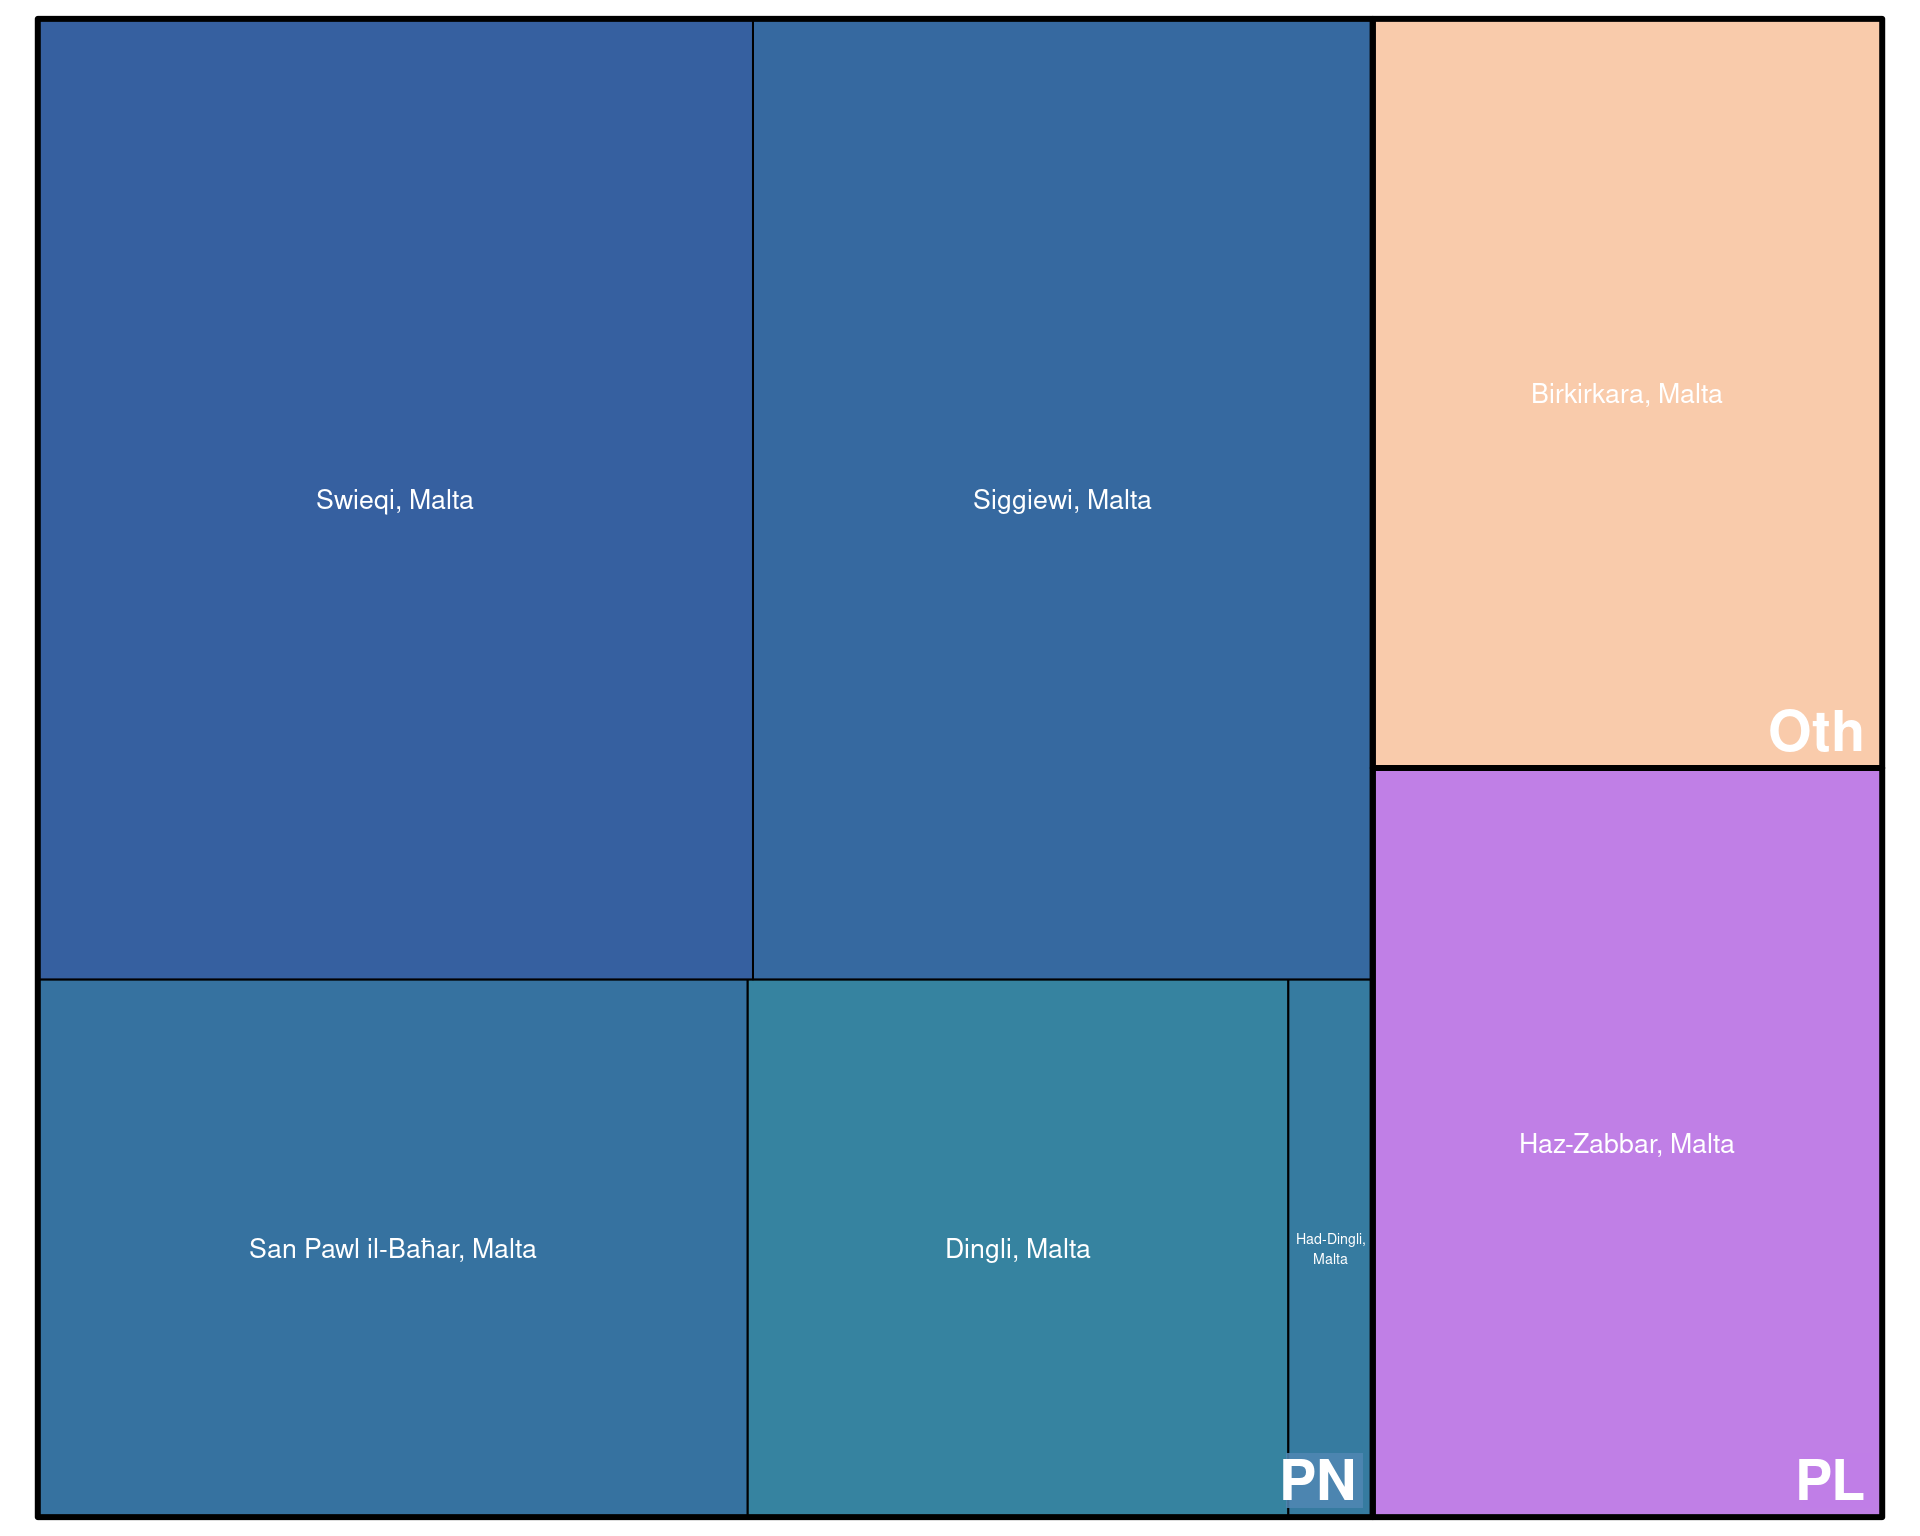 Swieqi, Malta
Siggiewi, Malta
Birkirkara, Malta
Oth
San Pawl il-Baħar, Malta
Dingli, Malta
Had-Dingli,
Malta
PN
Haz-Zabbar, Malta
PL